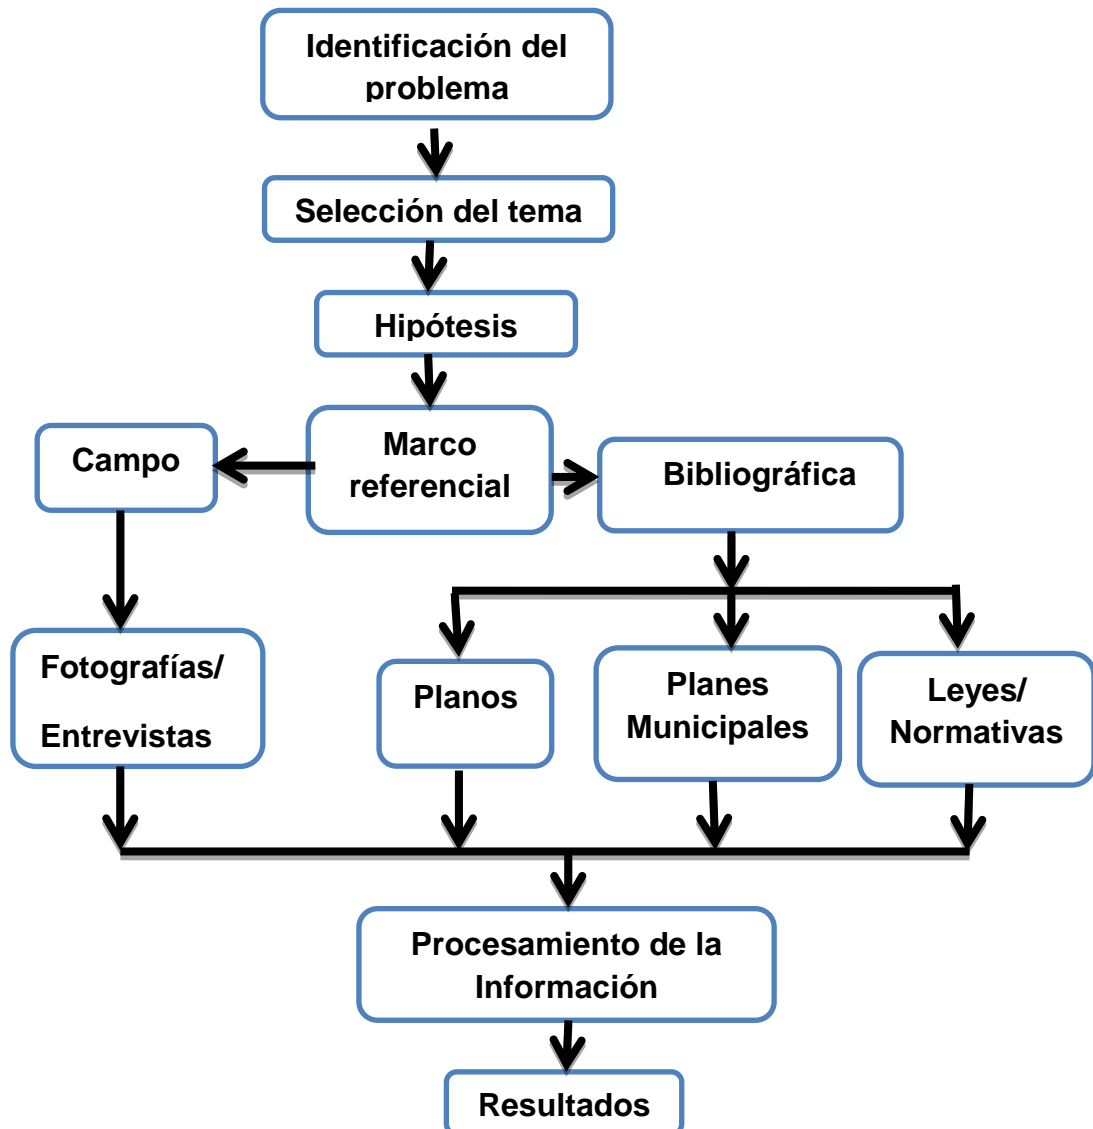 Identificación del
problema
Selección del tema
Hipótesis
Marco
referencial
Campo
Bibliográfica
Fotografías/
Entrevistas
Planos
Planes
Municipales
Leyes/
Normativas
Procesamiento de la
Información
Resultados